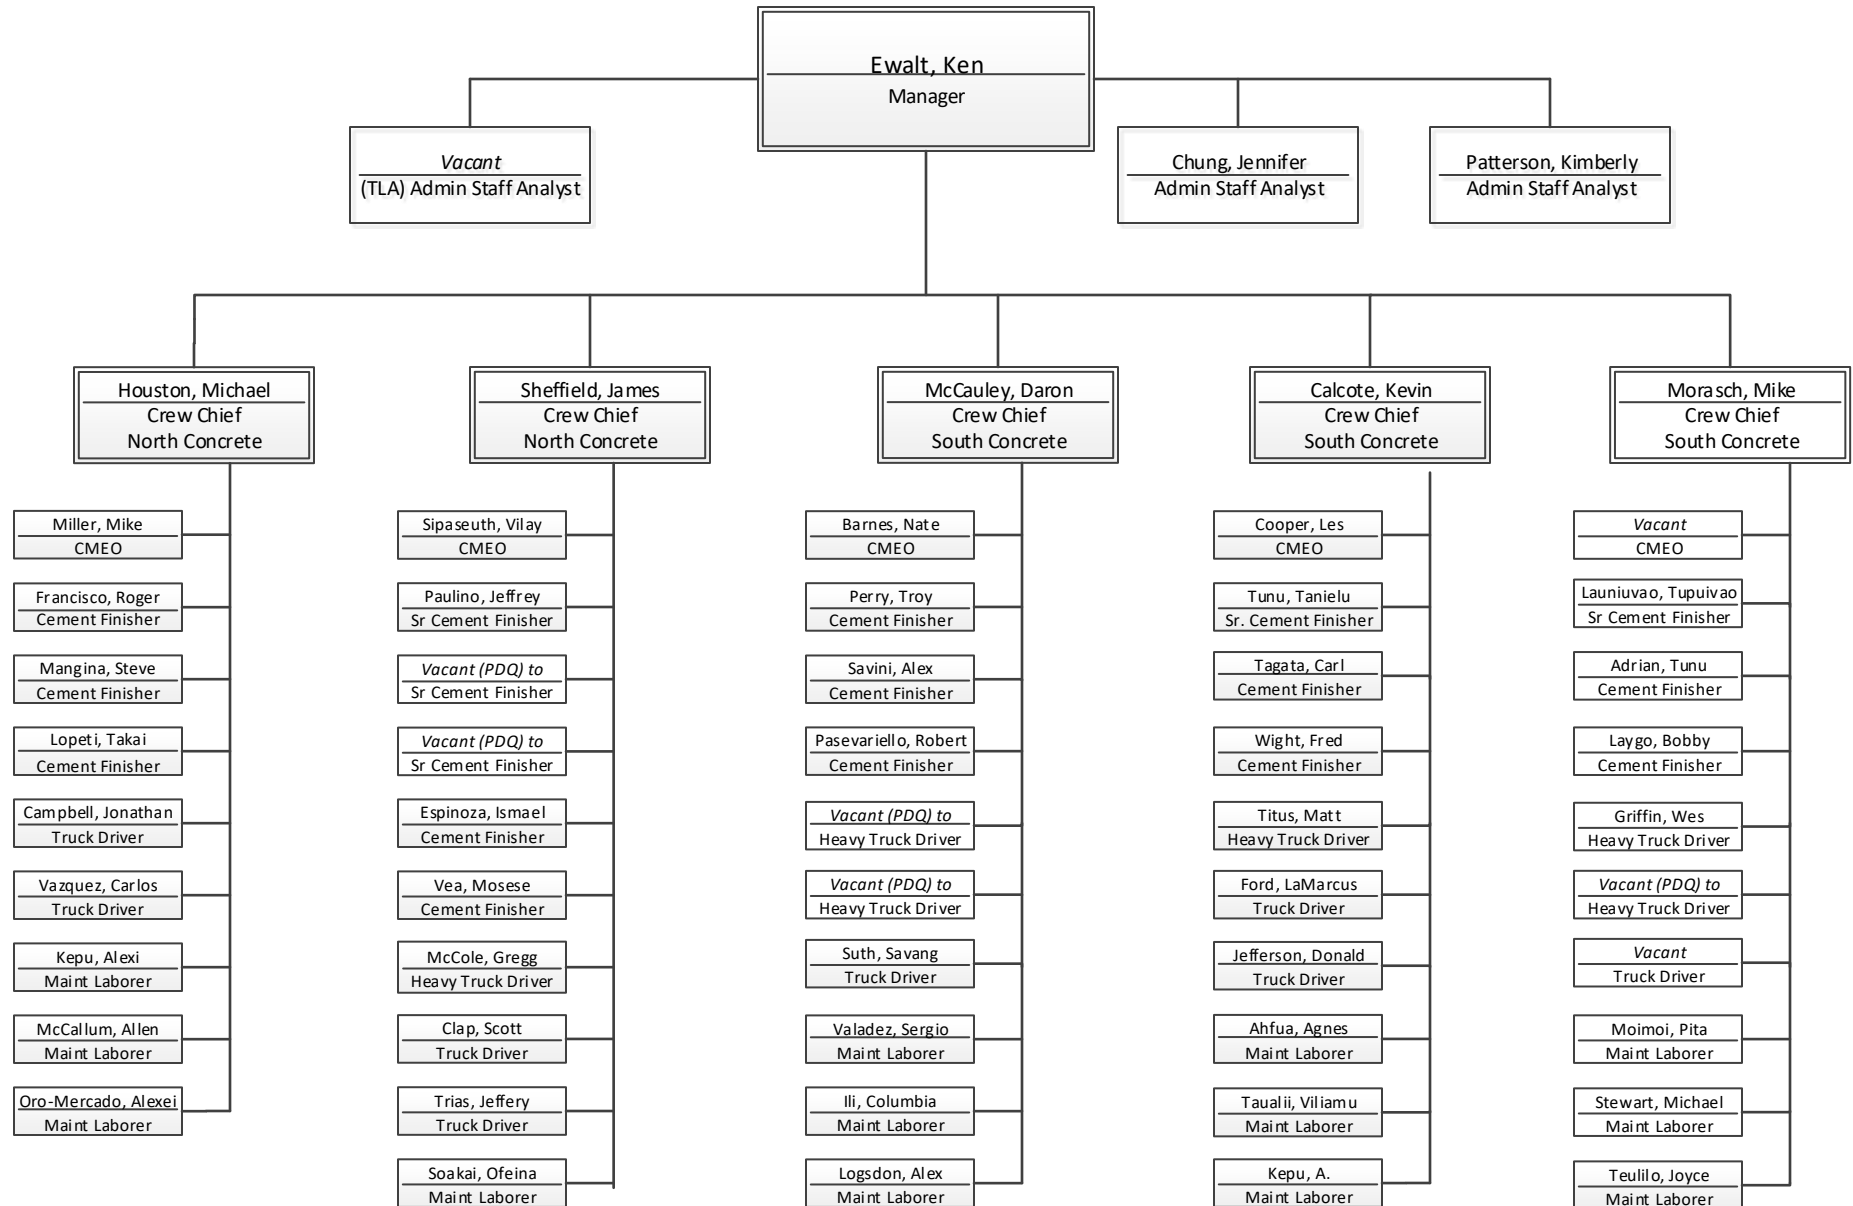 Ewalt, Ken
Manager
Vacant
(TLA) Admin Staff Analyst
Chung, Jennifer
Admin Staff Analyst
Patterson, Kimberly
Admin Staff Analyst
Houston, Michael
Crew Chief
North Concrete
Miller, Mike
CMEO
Francisco, Roger
Cement Finisher
Mangina, Steve
Cement Finisher
Lopeti, Takai
Cement Finisher
Campbell, Jonathan
Truck Driver
Vazquez, Carlos
Truck Driver
Kepu, Alexi
Maint Laborer
McCallum, Allen
Maint Laborer
Oro-Mercado, Alexei
Maint Laborer
Sheffield, James
Crew Chief
North Concrete
Sipaseuth, Vilay
CMEO
Paulino, Jeffrey
Sr Cement Finisher
Vacant (PDQ) to
Sr Cement Finisher
Vacant (PDQ) to
Sr Cement Finisher
Espinoza, Ismael
Cement Finisher
Vea, Mosese
Cement Finisher
McCole, Gregg
Heavy Truck Driver
Clap, Scott
Truck Driver
Trias, Jeffery
Truck Driver
Soakai, Ofeina
Maint Laborer
McCauley, Daron
Crew Chief
South Concrete
Barnes, Nate
CMEO
Perry, Troy
Cement Finisher
Savini, Alex
Cement Finisher
Pasevariello, Robert
Cement Finisher
Vacant (PDQ) to
Heavy Truck Driver
Vacant (PDQ) to
Heavy Truck Driver
Suth, Savang
Truck Driver
Valadez, Sergio
Maint Laborer
Ili, Columbia
Maint Laborer
Logsdon, Alex
Maint Laborer
Calcote, Kevin
Crew Chief
South Concrete
Cooper, Les
CMEO
Tunu, Tanielu
Sr. Cement Finisher
Tagata, Carl
Cement Finisher
Wight, Fred
Cement Finisher
Titus, Matt
Heavy Truck Driver
Ford, LaMarcus
Truck Driver
Jefferson, Donald
Truck Driver
Ahfua, Agnes
Maint Laborer
Taualii, Viliamu
Maint Laborer
Kepu, A.
Maint Laborer
Morasch, Mike
Crew Chief
South Concrete
Vacant
CMEO
Launiuvao, Tupuivao
Sr Cement Finisher
Adrian, Tunu
Cement Finisher
Laygo, Bobby
Cement Finisher
Griffin, Wes
Heavy Truck Driver
Vacant (PDQ) to
Heavy Truck Driver
Vacant
Truck Driver
Moimoi, Pita
Maint Laborer
Stewart, Michael
Maint Laborer
Teulilo, Joyce
Maint Laborer